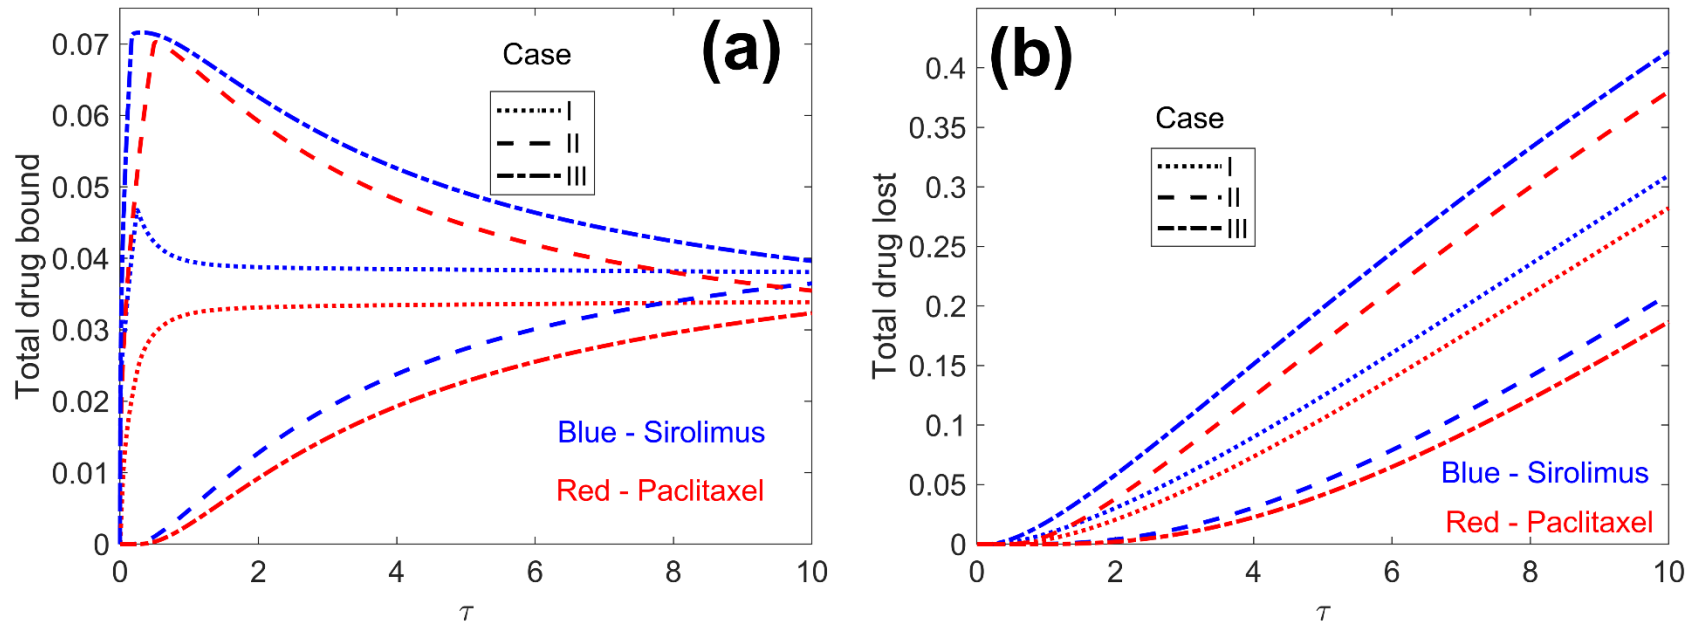 (a)
Total drug bound
0.07
0.06
0.05
0.04
0.03
0.02
0.01
0
0 2 4 6 8 10
τ
Case
I
II
III
Blue - Sirolimus
Red - Paclitaxel
(b)
Total drug lost
0.4
0.35
0.3
0.25
0.2
0.15
0.1
0.05
0
0 2 4 6 8 10
τ
Case
I
II
III
Blue - Sirolimus
Red - Paclitaxel